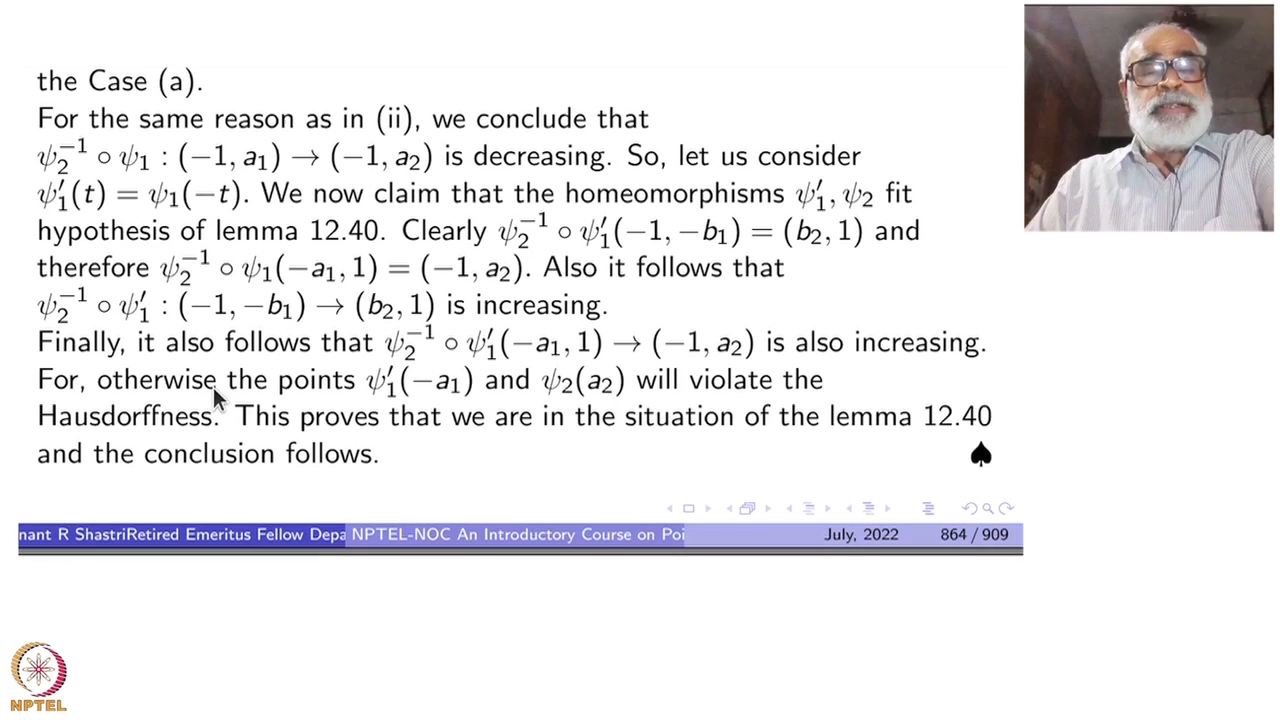 the Case (a).
For the same reason as in (ii), we conclude that
ψ₂⁻¹ ∘ ψ₁ : (−1, a₁) → (−1, a₂) is decreasing. So, let us consider
ψ₁′(t) = ψ₁(−t). We now claim that the homeomorphisms ψ₁′, ψ₂ fit
hypothesis of lemma 12.40. Clearly ψ₂⁻¹ ∘ ψ₁′(−1, −b₁) = (b₂, 1) and
therefore ψ₂⁻¹ ∘ ψ₁(−a₁, 1) = (−1, a₂). Also it follows that
ψ₂⁻¹ ∘ ψ₁′ : (−1, −b₁) → (b₂, 1) is increasing.
Finally, it also follows that ψ₂⁻¹ ∘ ψ₁′(−a₁, 1) → (−1, a₂) is also increasing.
For, otherwise the points ψ₁′(−a₁) and ψ₂(a₂) will violate the
Hausdorffness. This proves that we are in the situation of the lemma 12.40
and the conclusion follows. ♠
nant R ShastriRetired Emeritus Fellow Depa NPTEL-NOC An Introductory Course on Poi July, 2022 864 / 909
NPTEL